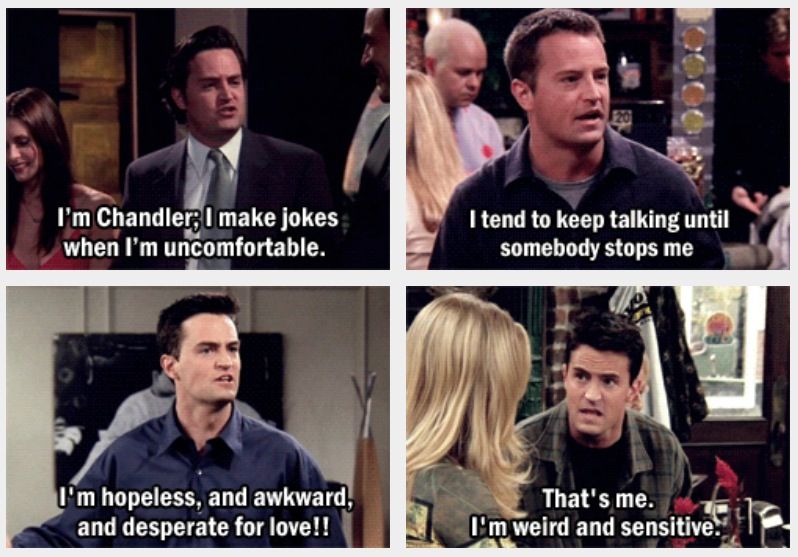 I'm Chandler; I make jokes
when I'm uncomfortable.
I tend to keep talking until
somebody stops me
I'm hopeless, and awkward,
and desperate for love!!
That's me.
I'm weird and sensitive.
20